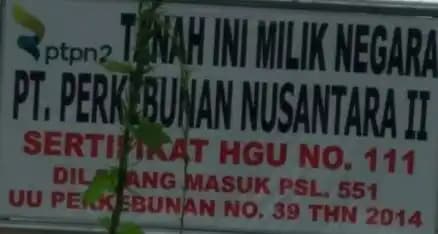 ptpn2 TANAH INI MILIK NEGARA
PT. PERKEBUNAN NUSANTARA II
SERTIFIKAT HGU NO. 111
DILARANG MASUK PSL. 551
UU PERKEBUNAN NO. 39 THN 2014